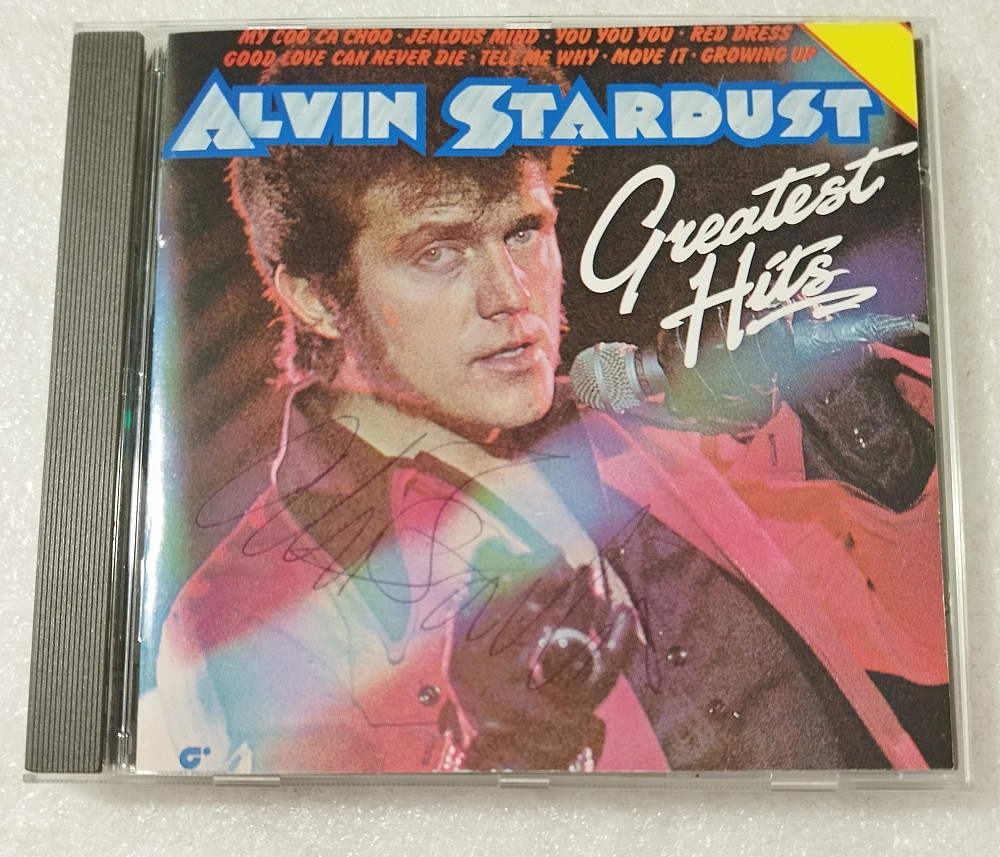 MY COO CA CHOO · JEALOUS MIND · YOU YOU YOU · RED DRESS
GOOD LOVE CAN NEVER DIE · TELL ME WHY · MOVE IT · GROWING UP
ALVIN STARDUST
Greatest
Hits